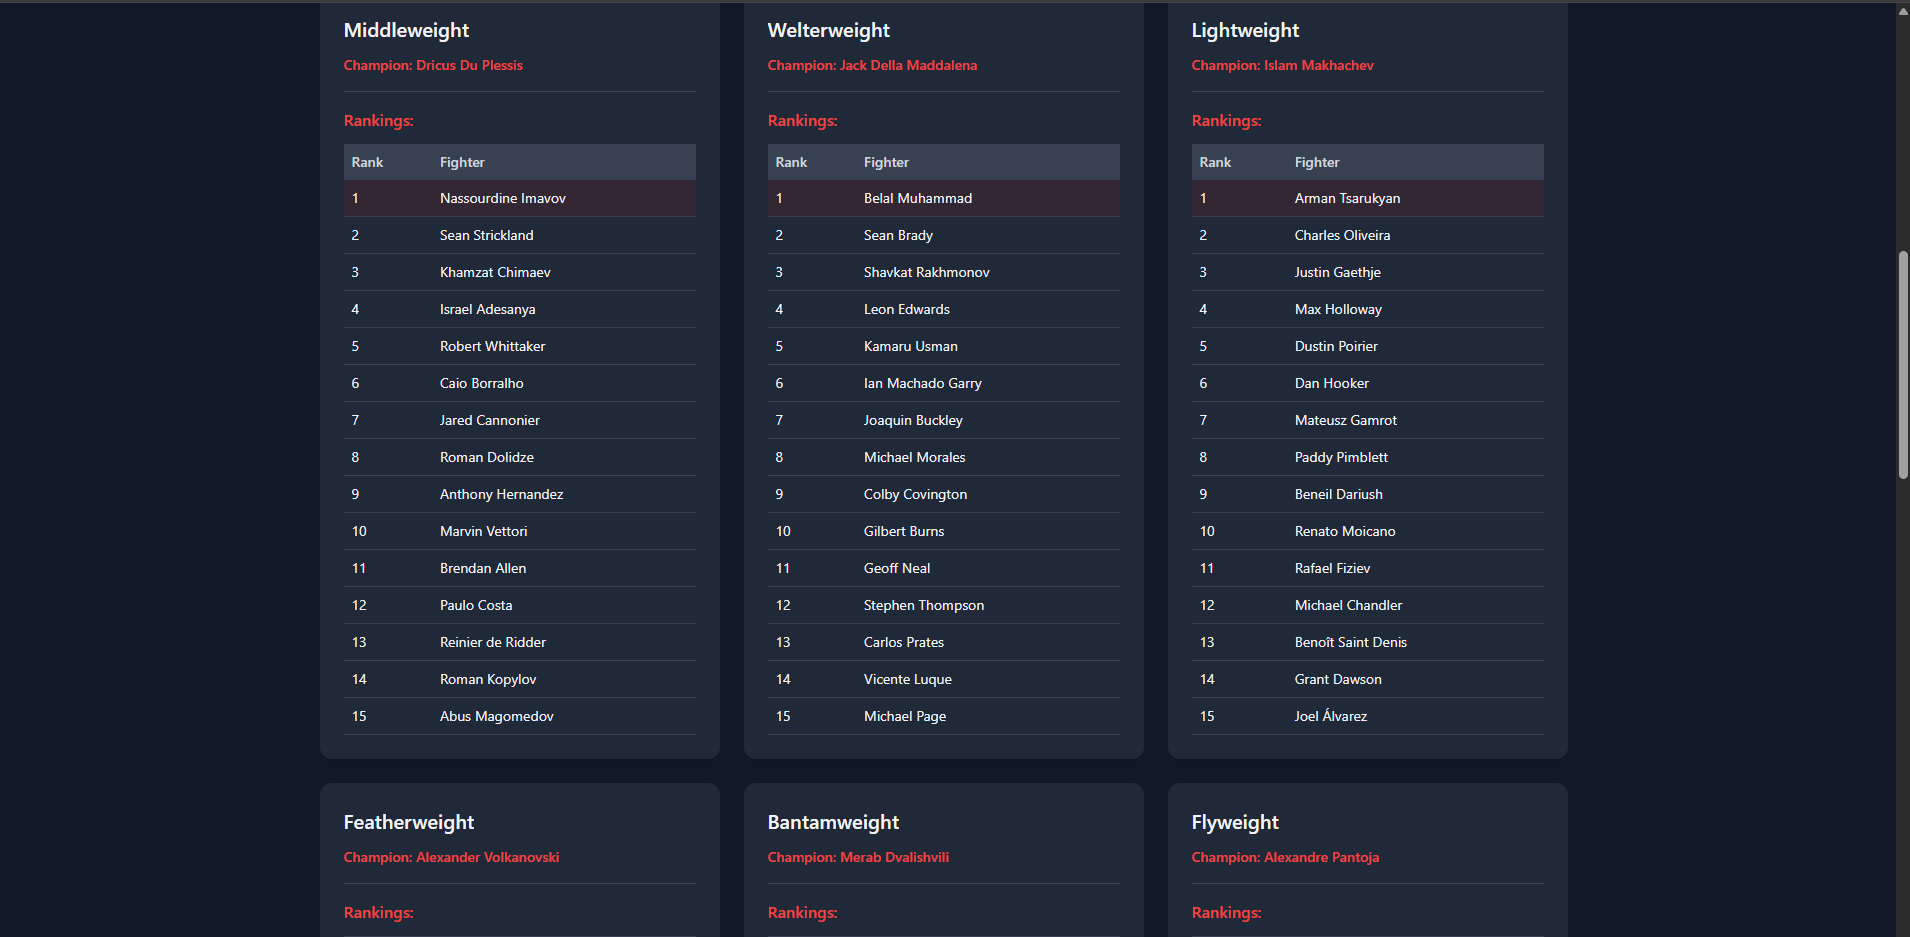 Middleweight
Champion: Dricus Du Plessis
Rankings:
Rank Fighter
1 Nassourdine Imavov
2 Sean Strickland
3 Khamzat Chimaev
4 Israel Adesanya
5 Robert Whittaker
6 Caio Borralho
7 Jared Cannonier
8 Roman Dolidze
9 Anthony Hernandez
10 Marvin Vettori
11 Brendan Allen
12 Paulo Costa
13 Reinier de Ridder
14 Roman Kopylov
15 Abus Magomedov
Welterweight
Champion: Jack Della Maddalena
Rankings:
Rank Fighter
1 Belal Muhammad
2 Sean Brady
3 Shavkat Rakhmonov
4 Leon Edwards
5 Kamaru Usman
6 Ian Machado Garry
7 Joaquin Buckley
8 Michael Morales
9 Colby Covington
10 Gilbert Burns
11 Geoff Neal
12 Stephen Thompson
13 Carlos Prates
14 Vicente Luque
15 Michael Page
Lightweight
Champion: Islam Makhachev
Rankings:
Rank Fighter
1 Arman Tsarukyan
2 Charles Oliveira
3 Justin Gaethje
4 Max Holloway
5 Dustin Poirier
6 Dan Hooker
7 Mateusz Gamrot
8 Paddy Pimblett
9 Beneil Dariush
10 Renato Moicano
11 Rafael Fiziev
12 Michael Chandler
13 Benoît Saint Denis
14 Grant Dawson
15 Joel Álvarez
Featherweight
Champion: Alexander Volkanovski
Rankings:
Bantamweight
Champion: Merab Dvalishvili
Rankings:
Flyweight
Champion: Alexandre Pantoja
Rankings: